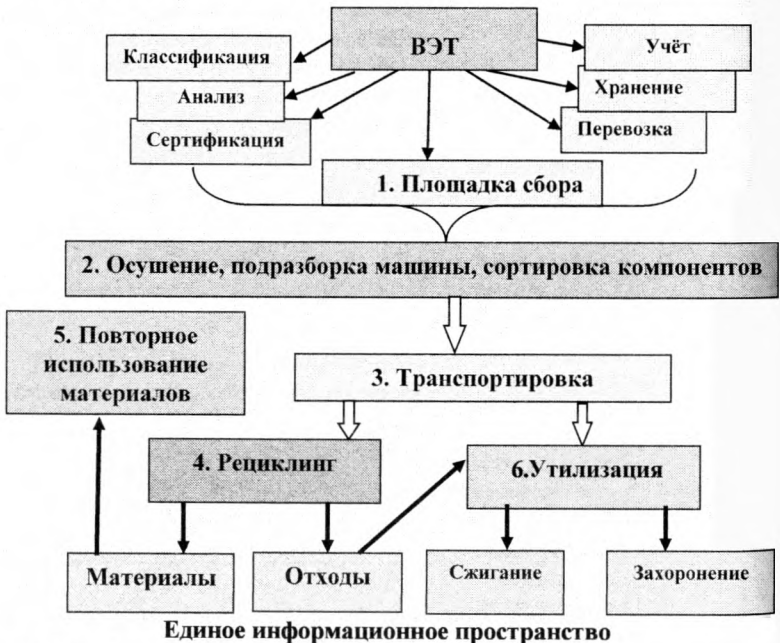 ВЭТ
Классификация
Анализ
Сертификация
Учёт
Хранение
Перевозка
1. Площадка сбора
2. Осушение, подразборка машины, сортировка компонентов
5. Повторное
использование
материалов
3. Транспортировка
4. Рециклинг
6.Утилизация
Материалы
Отходы
Сжигание
Захоронение
Единое информационное пространство